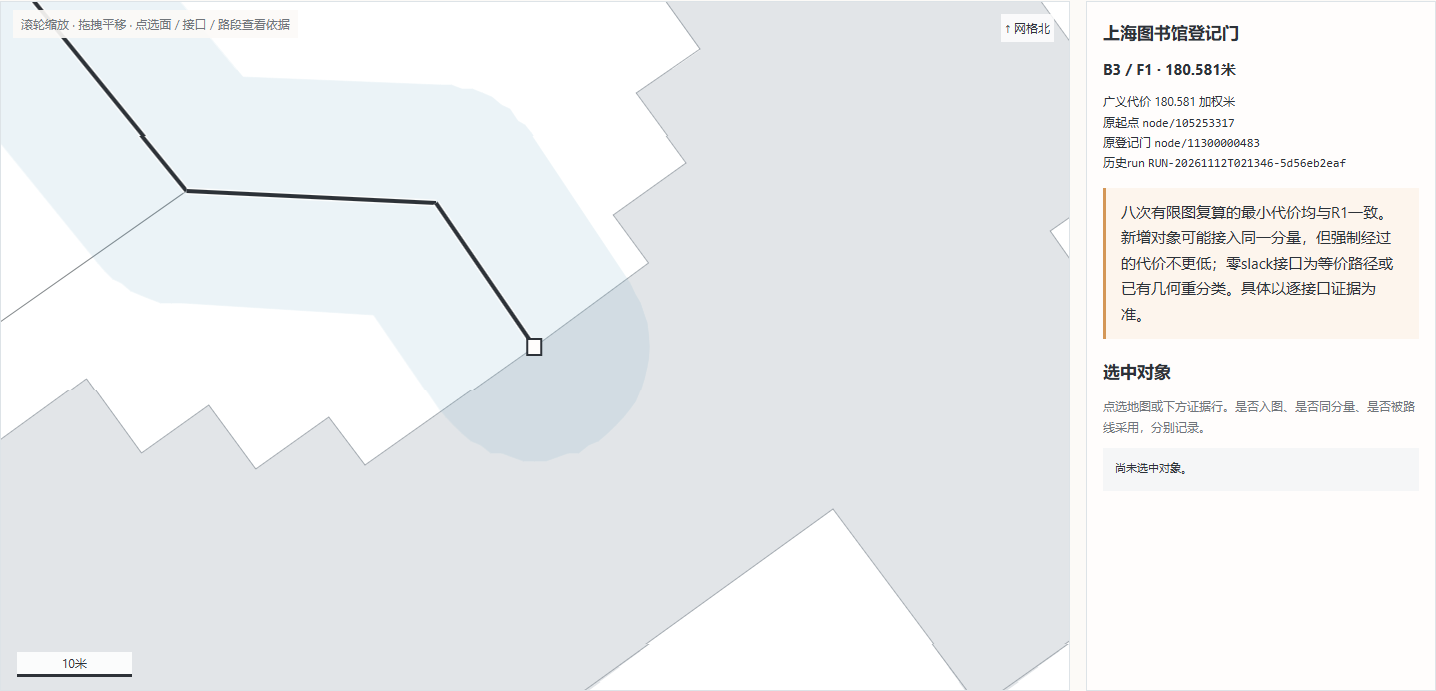 滚轮缩放 · 拖拽平移 · 点选面 / 接口 / 路段查看依据
↑ 网格北
10米
上海图书馆登记门
B3 / F1 · 180.581米
广义代价 180.581 加权米
原起点 node/105253317
原登记门 node/11300000483
历史run RUN-20261112T021346-5d56eb2eaf
八次有限图复算的最小代价均与R1一致。
新增对象可能接入同一分量，但强制经过
的代价不更低；零slack接口为等价路径或
已有几何重分类。具体以逐接口证据为
准。
选中对象
点选地图或下方证据行。是否入图、是否同分量、是否被路
线采用，分别记录。
尚未选中对象。